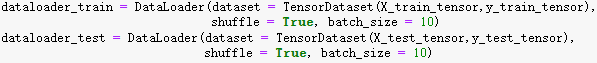 dataloader_train = DataLoader(dataset = TensorDataset(X_train_tensor,y_train_tensor),
shuffle = True, batch_size = 10)
dataloader_test = DataLoader(dataset = TensorDataset(X_test_tensor,y_test_tensor),
shuffle = True, batch_size = 10)